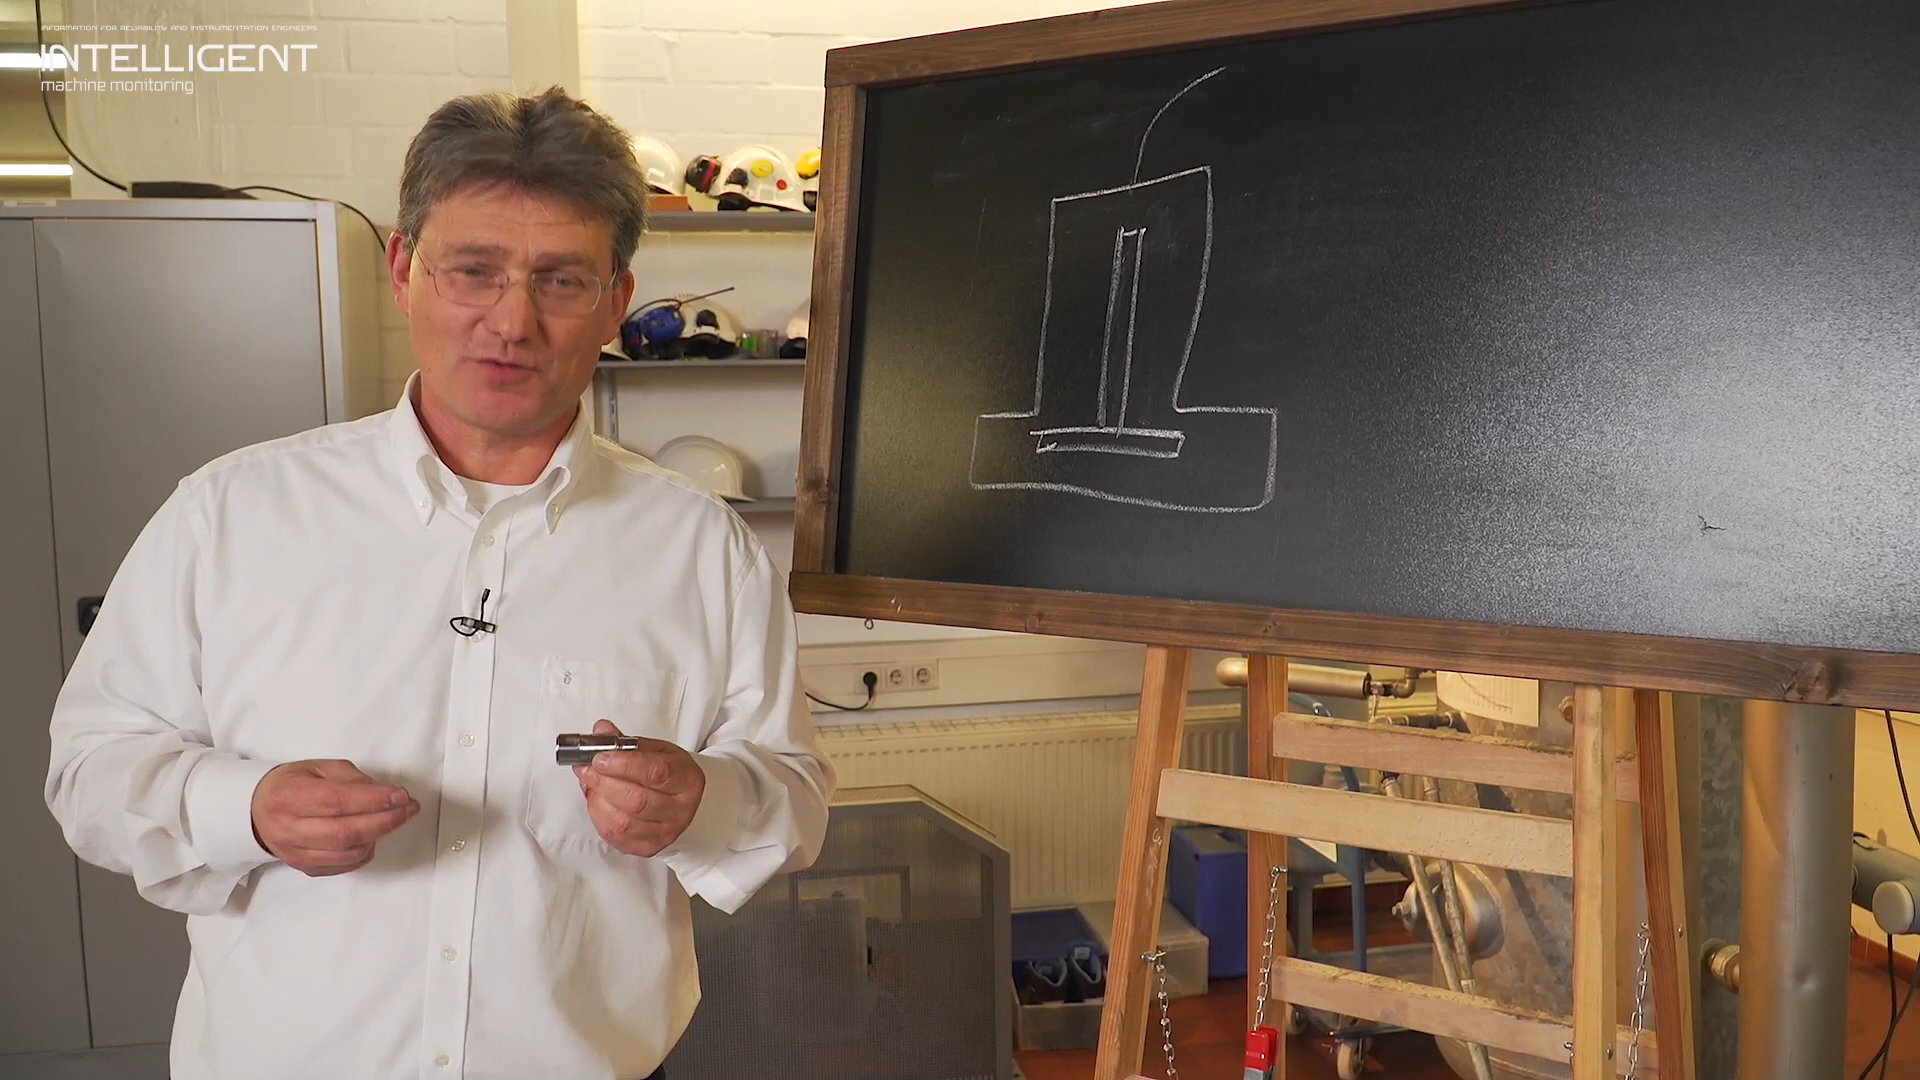 INFORMATION FOR RELIABILITY AND INSTRUMENTATION ENGINEERS
INTELLIGENT
machine monitoring